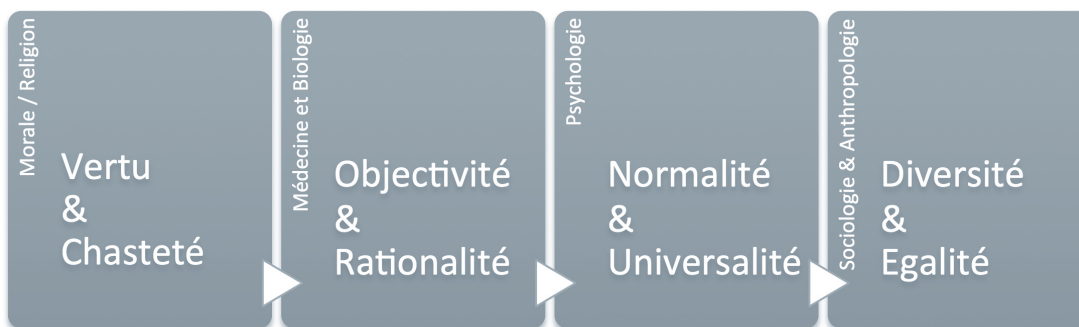 Morale / Religion
Vertu
&
Chasteté
Médecine et Biologie
Objectivité
&
Rationalité
Psychologie
Normalité
&
Universalité
Sociologie & Anthropologie
Diversité
&
Egalité